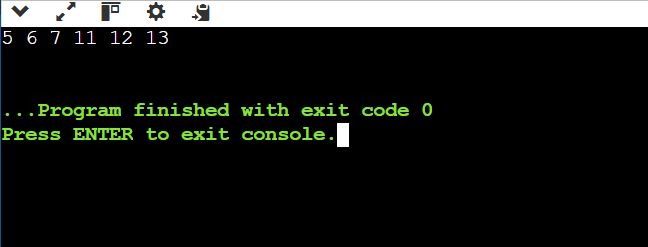 5 6 7 11 12 13
...Program finished with exit code 0
Press ENTER to exit console.